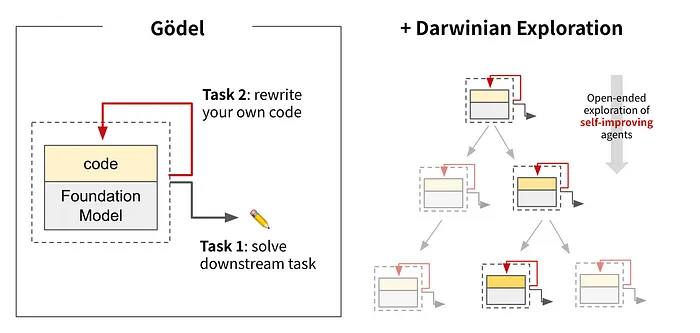 Gödel
Task 2: rewrite
your own code
code
Foundation
Model
Task 1: solve
downstream task
+ Darwinian Exploration
Open-ended
exploration of
self-improving
agents